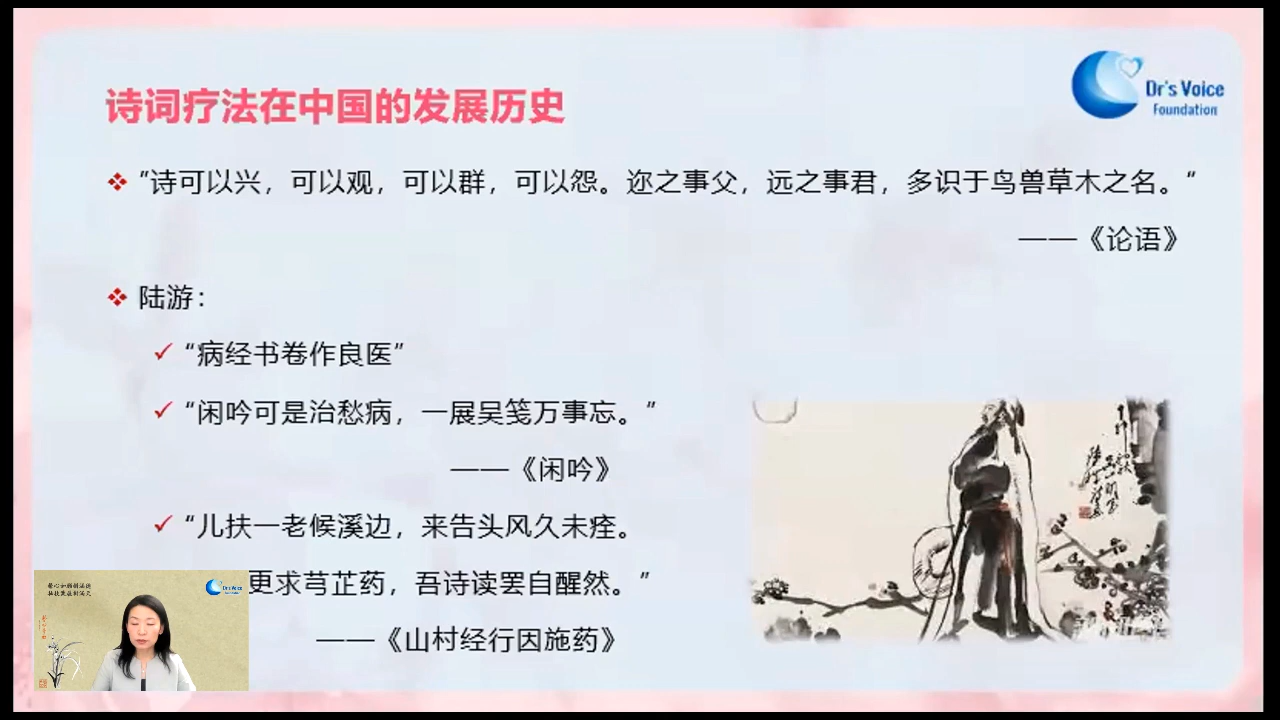 诗词疗法在中国的发展历史
Dr's Voice
Foundation
“诗可以兴，可以观，可以群，可以怨。迩之事父，远之事君，多识于鸟兽草木之名。”
——《论语》
陆游：
“病经书卷作良医”
“闲吟可是治愁病，一展吴笺万事忘。”
——《闲吟》
“儿扶一老候溪边，来告头风久未痊。
更求芎芷药，吾诗读罢自醒然。”
——《山村经行因施药》
Dr's Voice